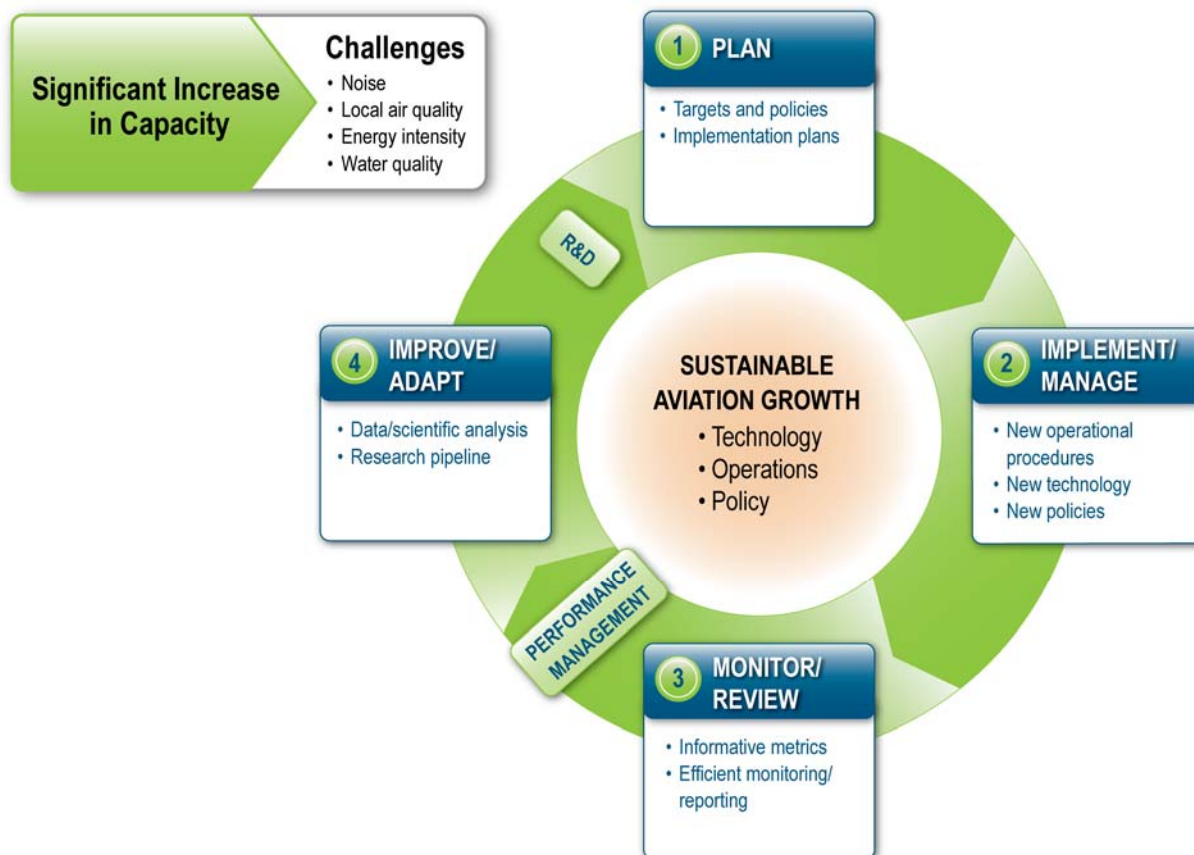 Significant Increase
in Capacity
Challenges
• Noise
• Local air quality
• Energy intensity
• Water quality
1 PLAN
• Targets and policies
• Implementation plans
R&D
2 IMPLEMENT/
MANAGE
• New operational
procedures
• New technology
• New policies
SUSTAINABLE
AVIATION GROWTH
• Technology
• Operations
• Policy
4 IMPROVE/
ADAPT
• Data/scientific analysis
• Research pipeline
PERFORMANCE
MANAGEMENT
3 MONITOR/
REVIEW
• Informative metrics
• Efficient monitoring/
reporting